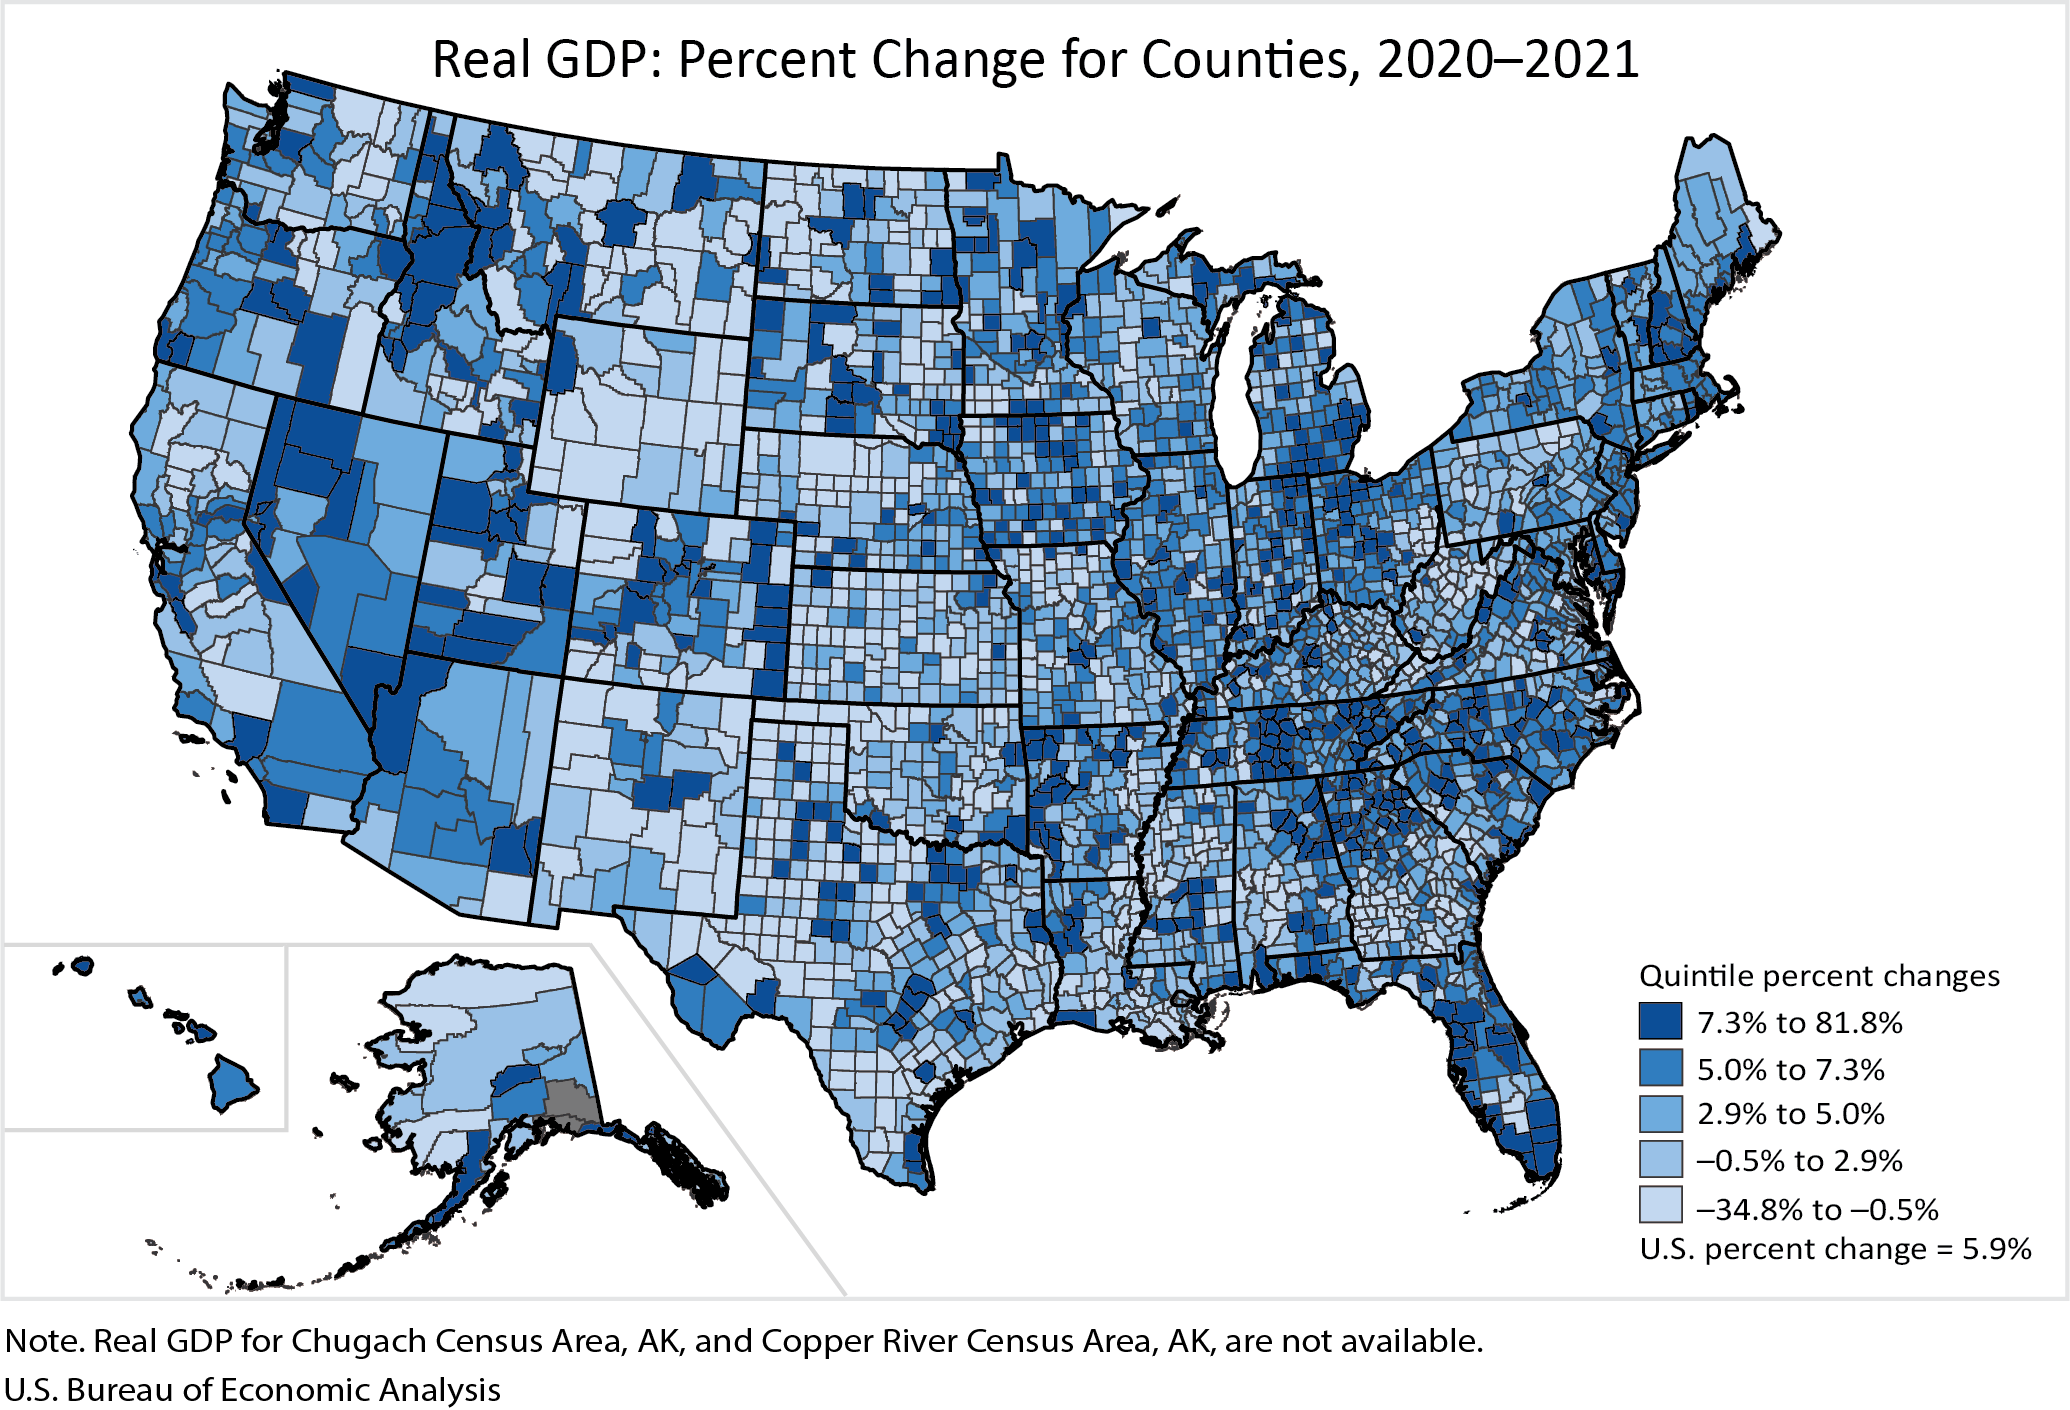 Real GDP: Percent Change for Counties, 2020–2021
Quintile percent changes
7.3% to 81.8%
5.0% to 7.3%
2.9% to 5.0%
–0.5% to 2.9%
–34.8% to –0.5%
U.S. percent change = 5.9%
Note. Real GDP for Chugach Census Area, AK, and Copper River Census Area, AK, are not available.
U.S. Bureau of Economic Analysis